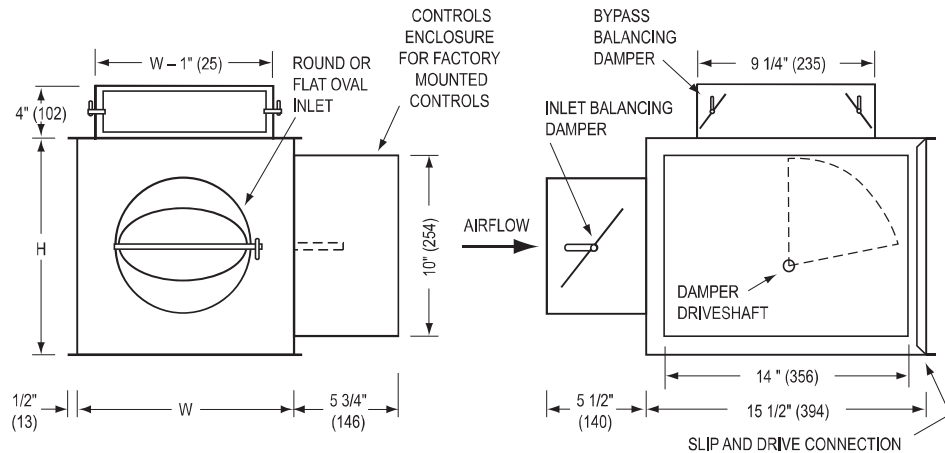 CONTROLS
ENCLOSURE
FOR FACTORY
MOUNTED
CONTROLS
W – 1" (25)
ROUND OR
FLAT OVAL
INLET
4" (102)
H
10" (254)
1/2"
(13)
W
5 3/4"
(146)
BYPASS
BALANCING
DAMPER
9 1/4" (235)
INLET BALANCING
DAMPER
AIRFLOW
DAMPER
DRIVESHAFT
14 " (356)
5 1/2"
(140)
15 1/2" (394)
SLIP AND DRIVE CONNECTION